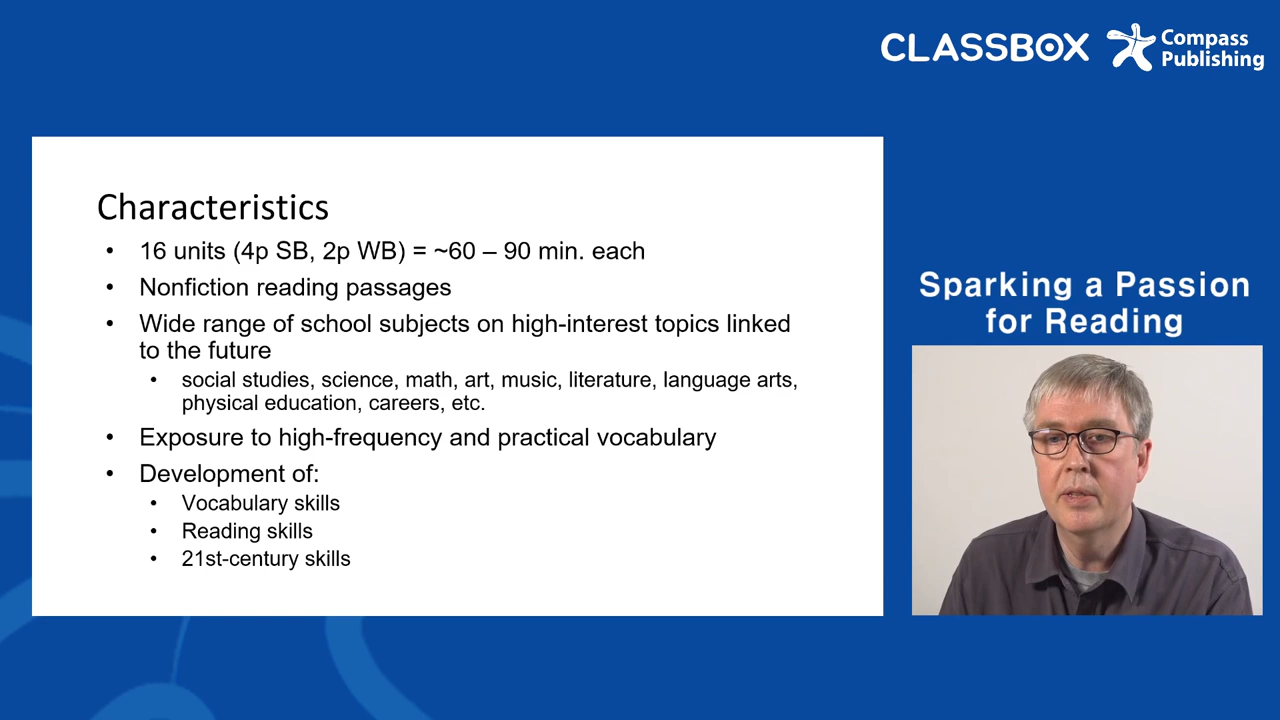 CLASSBOX
Compass
Publishing
Characteristics
• 16 units (4p SB, 2p WB) = ~60 – 90 min. each
• Nonfiction reading passages
• Wide range of school subjects on high-interest topics linked
to the future
• social studies, science, math, art, music, literature, language arts,
physical education, careers, etc.
• Exposure to high-frequency and practical vocabulary
• Development of:
• Vocabulary skills
• Reading skills
• 21st-century skills
Sparking a Passion
for Reading